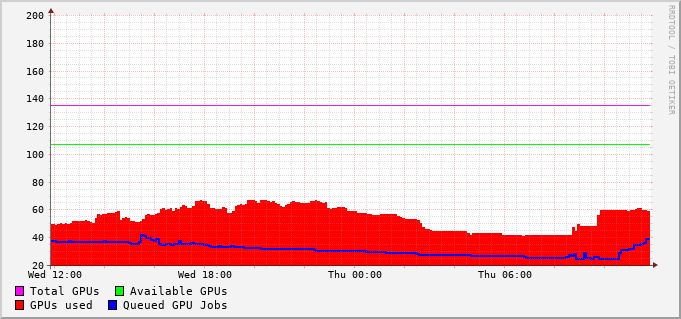 200
180
160
140
120
100
80
60
40
20
Wed 12:00 Wed 18:00 Thu 00:00 Thu 06:00
Total GPUs Available GPUs
GPUs used Queued GPU Jobs
RRDTOOL / TOBI OETIKER